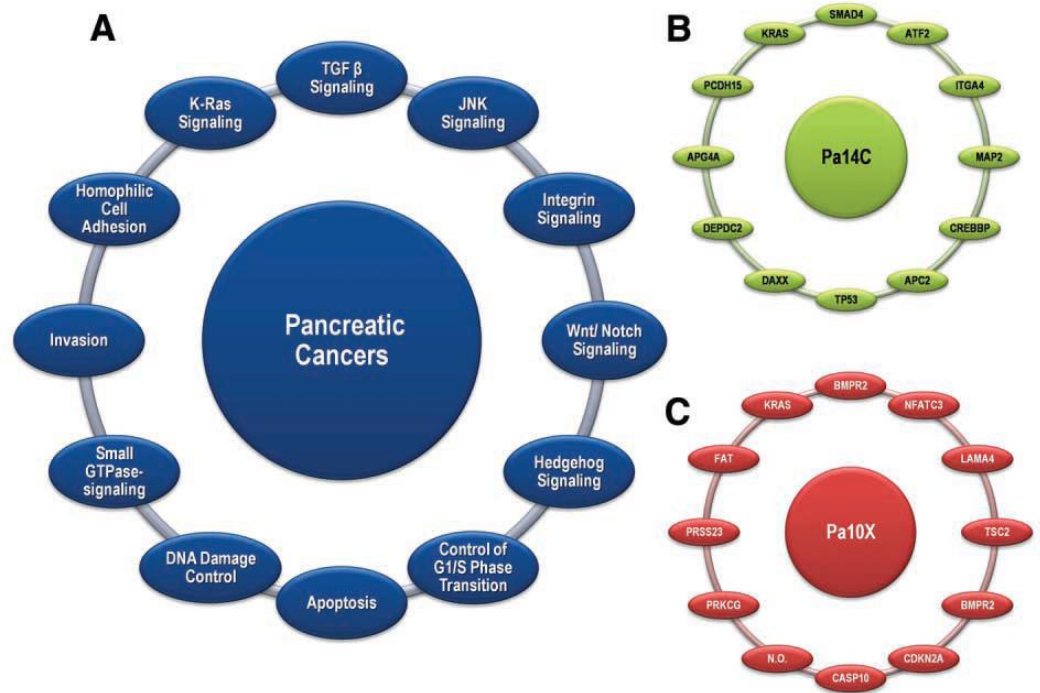 A
TGF β
Signaling
JNK
Signaling
Integrin
Signaling
Wnt/ Notch
Signaling
Hedgehog
Signaling
Control of
G1/S Phase
Transition
Apoptosis
DNA Damage
Control
Small
GTPase-
signaling
Invasion
Homophilic
Cell
Adhesion
K-Ras
Signaling
Pancreatic
Cancers
B
SMAD4
ATF2
ITGA4
MAP2
CREBBP
APC2
TP53
DAXX
DEPDC2
APG4A
PCDH15
KRAS
Pa14C
C
BMPR2
NFATC3
LAMA4
TSC2
BMPR2
CDKN2A
CASP10
N.O.
PRKCG
PRSS23
FAT
KRAS
Pa10X